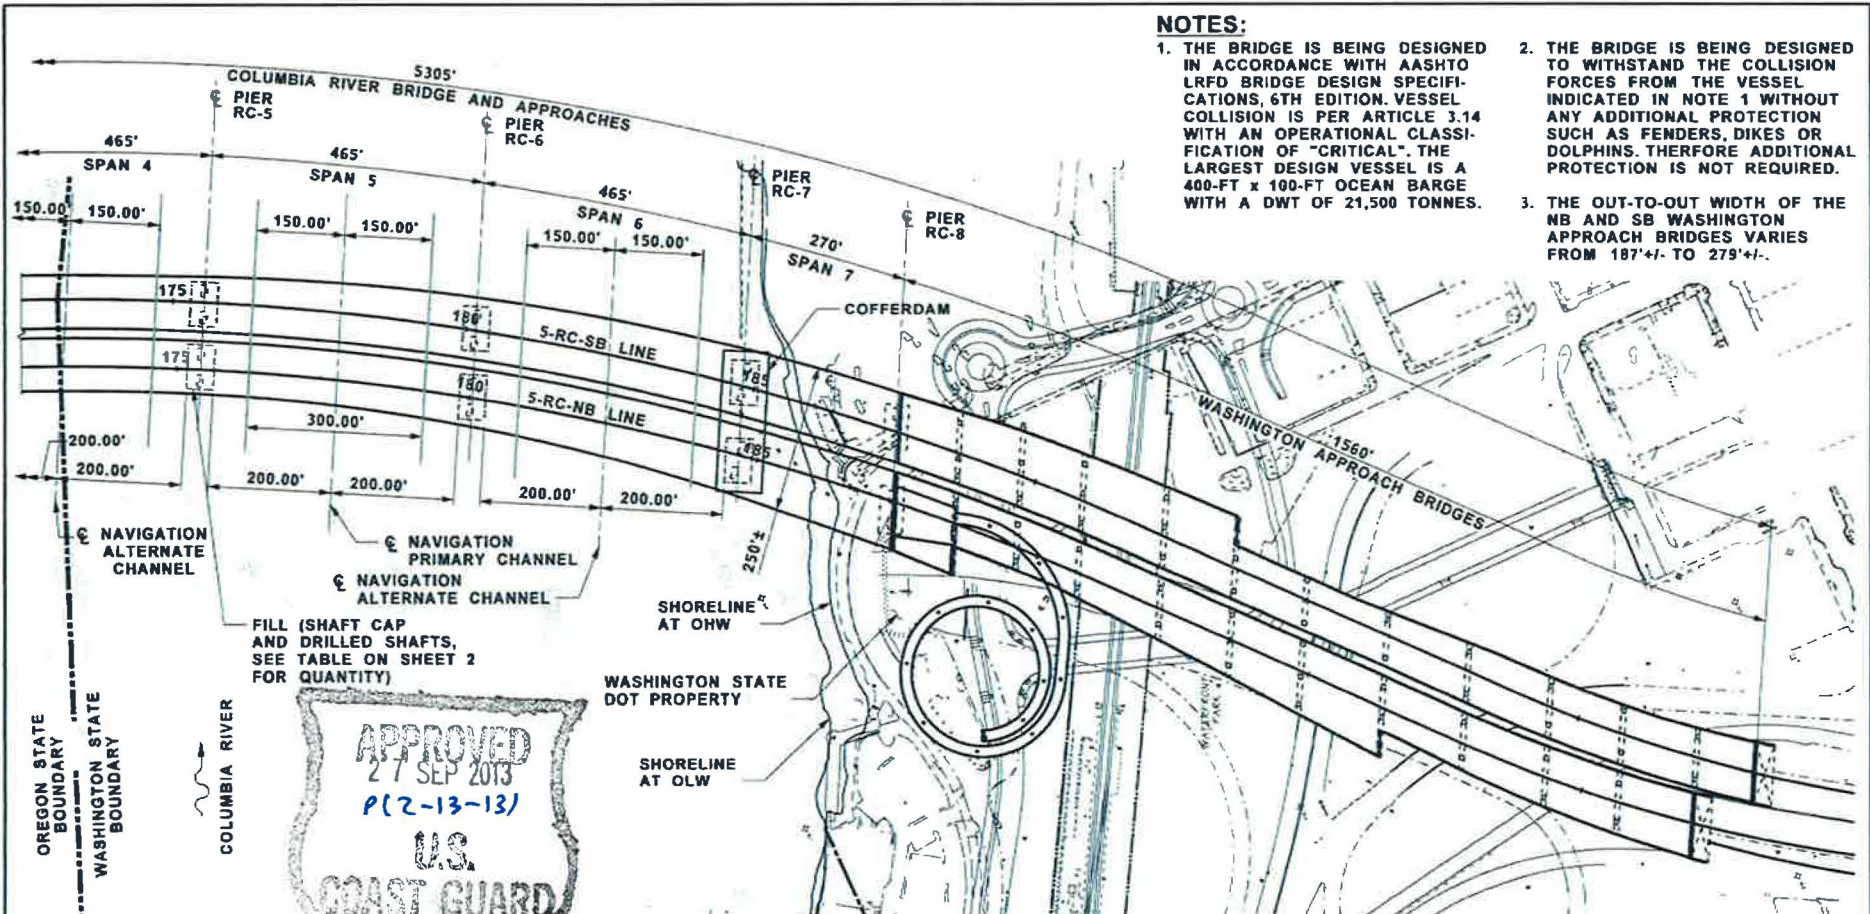 NOTES:
1. THE BRIDGE IS BEING DESIGNED
IN ACCORDANCE WITH AASHTO
LRFD BRIDGE DESIGN SPECIFI-
CATIONS, 6TH EDITION. VESSEL
COLLISION IS PER ARTICLE 3.14
WITH AN OPERATIONAL CLASSI-
FICATION OF "CRITICAL". THE
LARGEST DESIGN VESSEL IS A
400-FT x 100-FT OCEAN BARGE
WITH A DWT OF 21,500 TONNES.
2. THE BRIDGE IS BEING DESIGNED
TO WITHSTAND THE COLLISION
FORCES FROM THE VESSEL
INDICATED IN NOTE 1 WITHOUT
ANY ADDITIONAL PROTECTION
SUCH AS FENDERS, DIKES OR
DOLPHINS. THERFORE ADDITIONAL
PROTECTION IS NOT REQUIRED.
3. THE OUT-TO-OUT WIDTH OF THE
NB AND SB WASHINGTON
APPROACH BRIDGES VARIES
FROM 187'+/- TO 279'+/-.
5305'
COLUMBIA RIVER BRIDGE AND APPROACHES
℄ PIER
RC-5
℄ PIER
RC-6
℄ PIER
RC-7
℄ PIER
RC-8
465'
SPAN 4
465'
SPAN 5
465'
SPAN 6
270'
SPAN 7
150.00' 150.00'
150.00' 150.00'
150.00' 150.00'
COFFERDAM
175
180'
185
5-RC-SB LINE
175
180'
185'
5-RC-NB LINE
300.00'
200.00'
200.00'
200.00' 200.00'
200.00' 200.00'
250'±
WASHINGTON APPROACH BRIDGES
1560'
℄ NAVIGATION
ALTERNATE
CHANNEL
℄ NAVIGATION
PRIMARY CHANNEL
℄ NAVIGATION
ALTERNATE CHANNEL
FILL (SHAFT CAP
AND DRILLED SHAFTS,
SEE TABLE ON SHEET 2
FOR QUANTITY)
SHORELINE
AT OHW
WASHINGTON STATE
DOT PROPERTY
SHORELINE
AT OLW
WATERFRONT
PARK
OREGON STATE
BOUNDARY
WASHINGTON STATE
BOUNDARY
COLUMBIA RIVER
APPROVED
27 SEP 2013
P(2-13-13)
U.S.
COAST GUARD